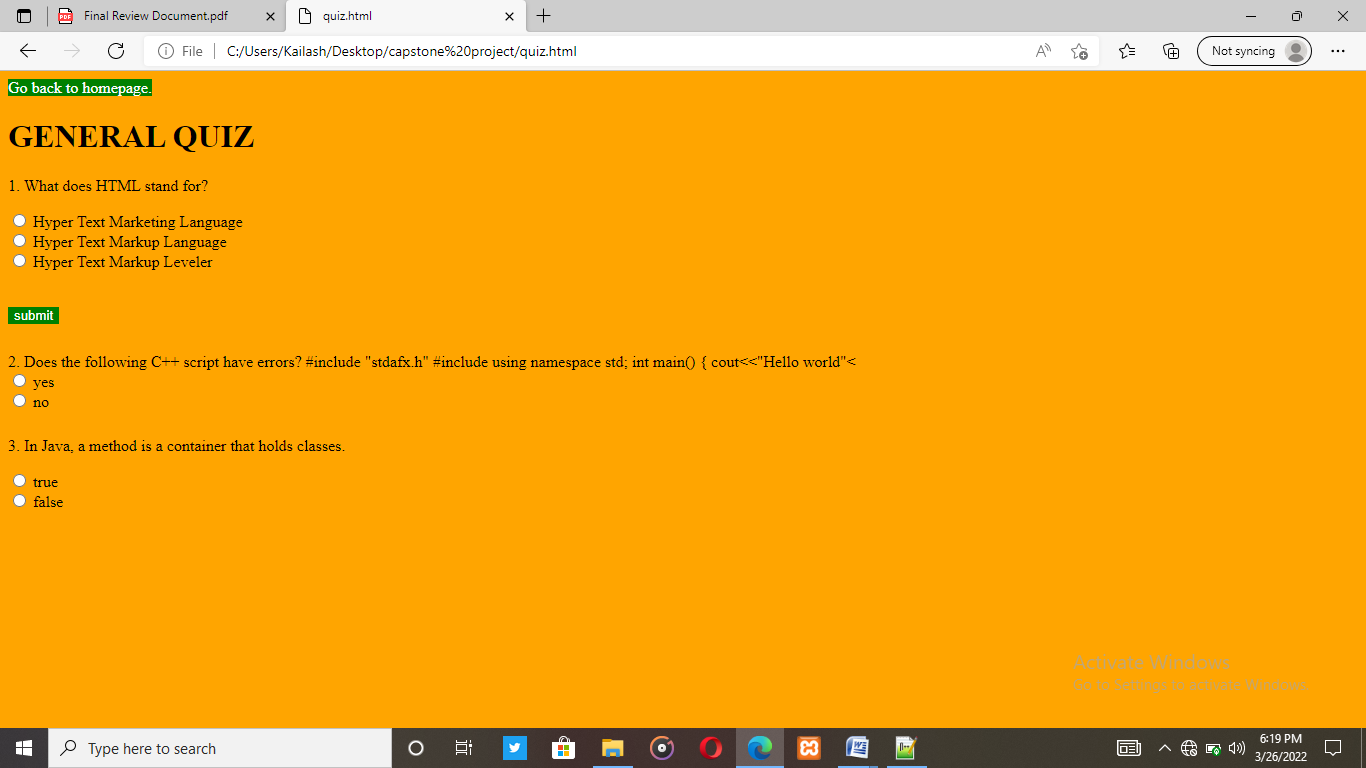 Final Review Document.pdf
quiz.html
File
C:/Users/Kailash/Desktop/capstone%20project/quiz.html
Not syncing
Go back to homepage.
GENERAL QUIZ
1. What does HTML stand for?
Hyper Text Marketing Language
Hyper Text Markup Language
Hyper Text Markup Leveler
submit
2. Does the following C++ script have errors? #include "stdafx.h" #include using namespace std; int main() { cout<<"Hello world"<
yes
no
3. In Java, a method is a container that holds classes.
true
false
Activate Windows
Go to Settings to activate Windows.
Type here to search
6:19 PM
3/26/2022